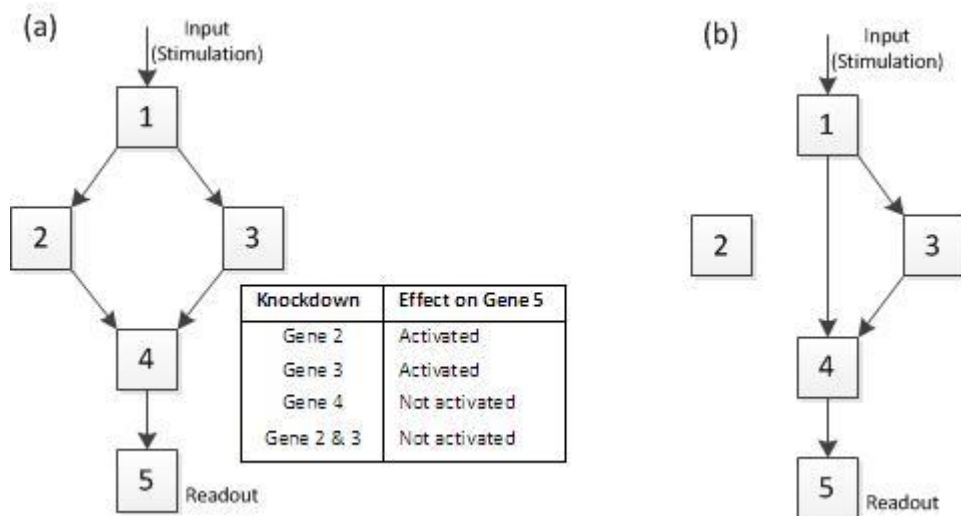 (a)
Input
(Stimulation)
1
2
3
4
5
Readout
Knockdown Effect on Gene 5
Gene 2 Activated
Gene 3 Activated
Gene 4 Not activated
Gene 2 & 3 Not activated
(b)
Input
(Stimulation)
1
2
3
4
5
Readout